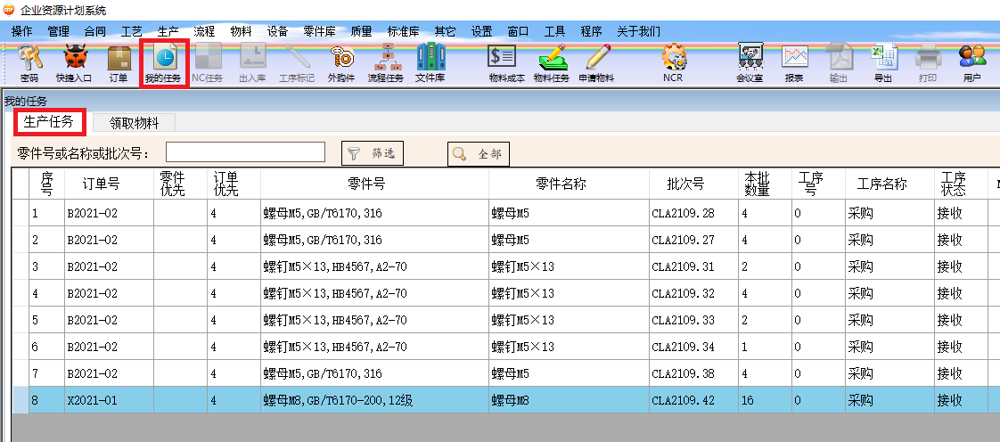 企业资源计划系统
操作 管理 合同 工艺 生产 流程 物料 设备 零件库 质量 标准库 其它 设置 窗口 工具 程序 关于我们
密码 快捷入口 订单 我的任务 NC任务 出入库 工序标记 外购件 流程任务 文件库 物料成本 物料任务 申请物料 NCR 会议室 报表 输出 导出 打印 用户
我的任务
生产任务 领取物料
零件号或名称或批次号: 筛选 全部
序号 订单号 零件优先 订单优先 零件号 零件名称 批次号 本批数量 工序号 工序名称 工序状态
1 B2021-02 4 螺母M5,GB/T6170,316 螺母M5 CLA2109.28 4 0 采购 接收
2 B2021-02 4 螺母M5,GB/T6170,316 螺母M5 CLA2109.27 4 0 采购 接收
3 B2021-02 4 螺钉M5×13,HB4567,A2-70 螺钉M5×13 CLA2109.31 2 0 采购 接收
4 B2021-02 4 螺钉M5×13,HB4567,A2-70 螺钉M5×13 CLA2109.32 4 0 采购 接收
5 B2021-02 4 螺钉M5×13,HB4567,A2-70 螺钉M5×13 CLA2109.33 2 0 采购 接收
6 B2021-02 4 螺钉M5×13,HB4567,A2-70 螺钉M5×13 CLA2109.34 1 0 采购 接收
7 B2021-02 4 螺母M5,GB/T6170,316 螺母M5 CLA2109.38 4 0 采购 接收
8 X2021-01 4 螺母M8,GB/T6170-200,12级 螺母M8 CLA2109.42 16 0 采购 接收